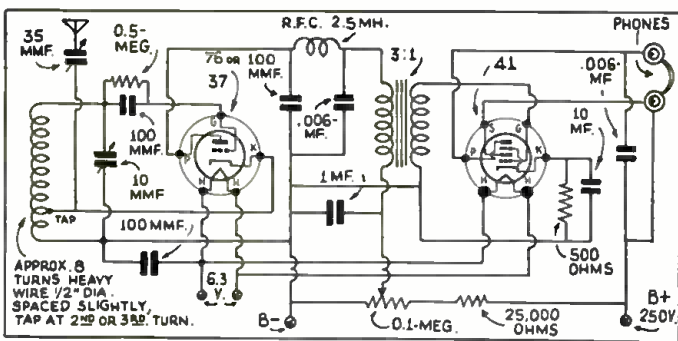 35
MMF.
0.5-
MEG.
R.F.C. 2.5 MH.
PHONES
76 OR
37
100
MMF.
3:1
41
.006-
MF.
.006-
MF
10
MF.
G
P
K
H
H
S
G
P
K
H
H
100
MMF.
10
MMF
TAP
1 MF.
100 MMF.
500
OHMS
APPROX. 8
TURNS HEAVY
WIRE 1/2" DIA.
SPACED SLIGHTLY,
TAP AT 2ND OR 3RD. TURN.
6.3
V.
B-
0.1-MEG.
25,000
OHMS
B+
250V.